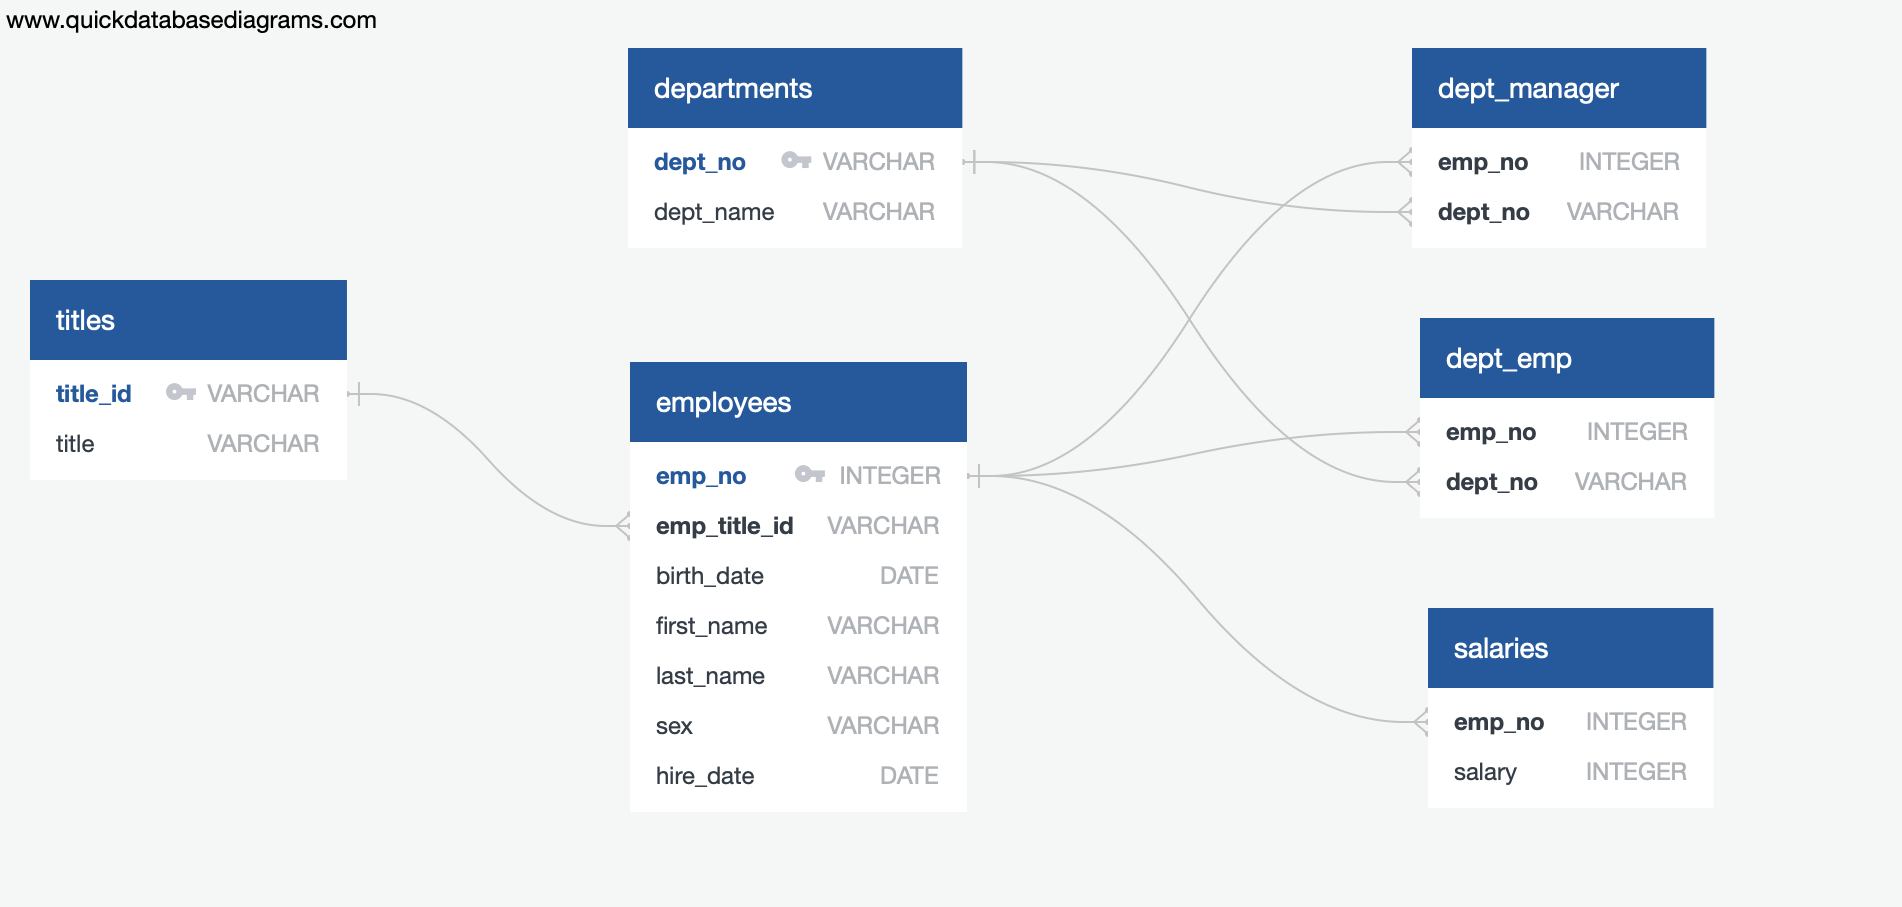 www.quickdatabasediagrams.com
departments
dept_no VARCHAR
dept_name VARCHAR
dept_manager
emp_no INTEGER
dept_no VARCHAR
titles
title_id VARCHAR
title VARCHAR
employees
emp_no INTEGER
emp_title_id VARCHAR
birth_date DATE
first_name VARCHAR
last_name VARCHAR
sex VARCHAR
hire_date DATE
dept_emp
emp_no INTEGER
dept_no VARCHAR
salaries
emp_no INTEGER
salary INTEGER